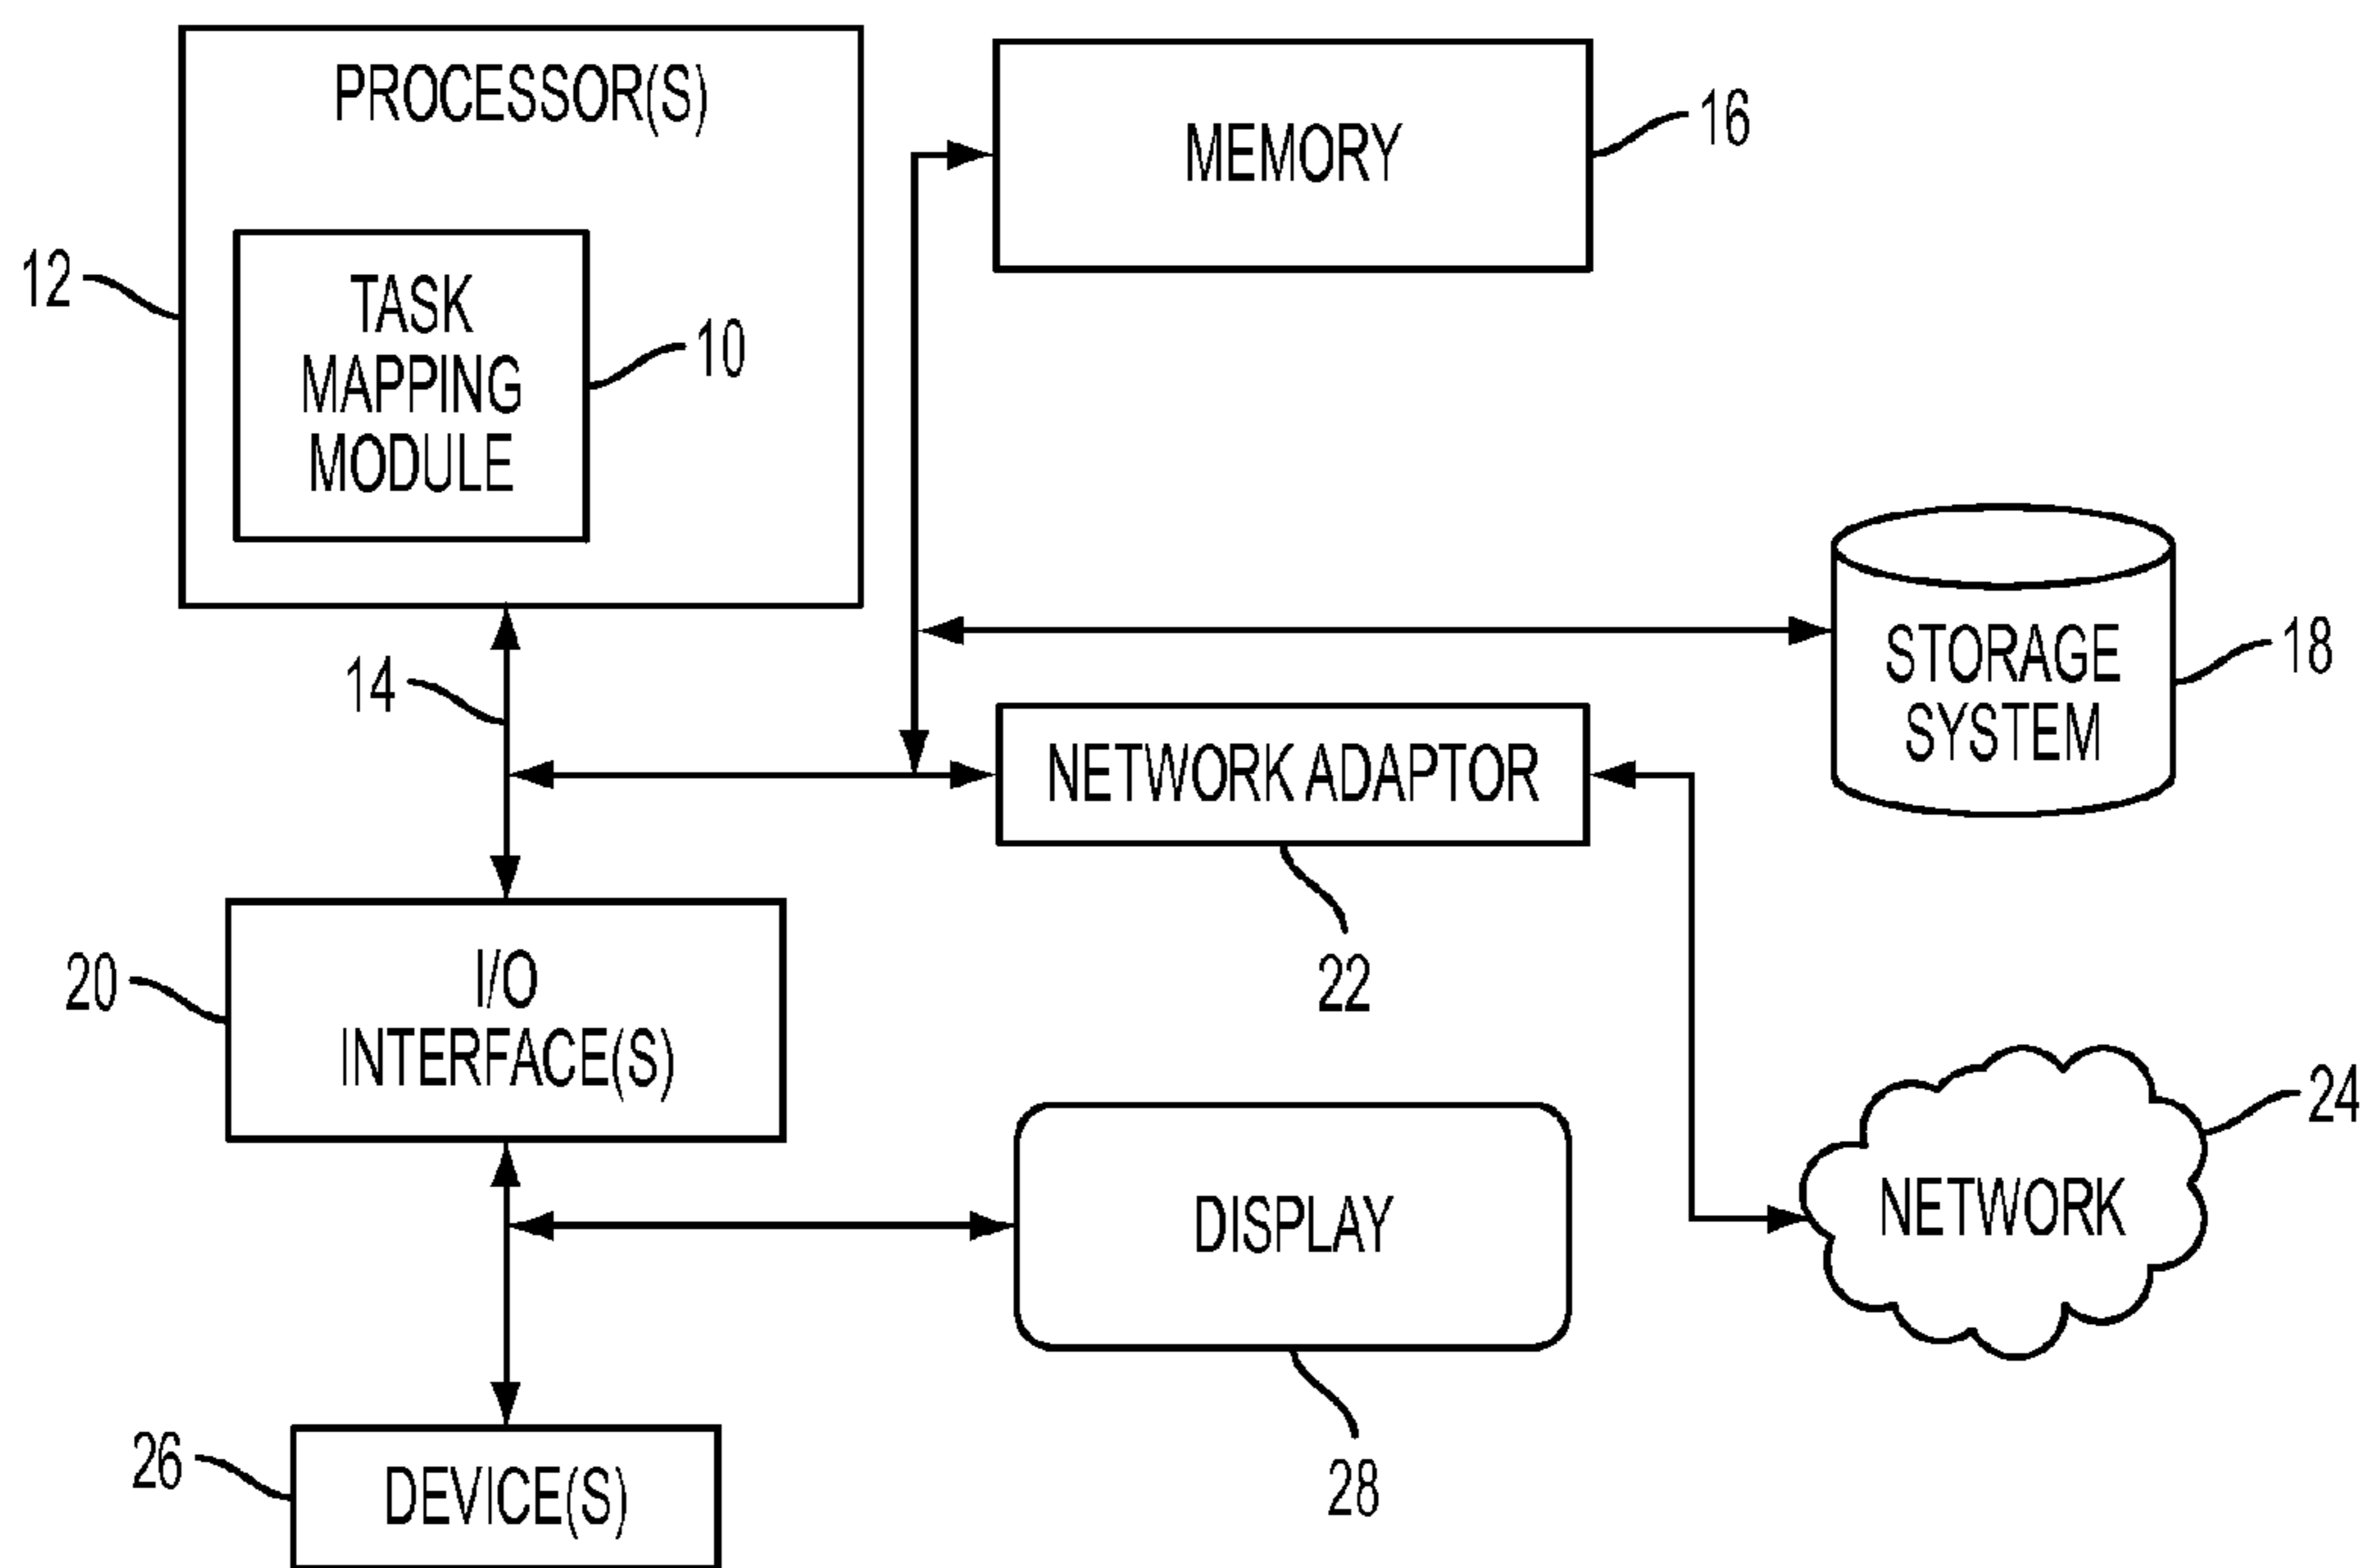 PROCESSOR(S)
MEMORY
16
12
TASK
MAPPING
MODULE
10
14
STORAGE
SYSTEM
18
NETWORK ADAPTOR
22
20
I/O
INTERFACE(S)
24
NETWORK
DISPLAY
28
26
DEVICE(S)